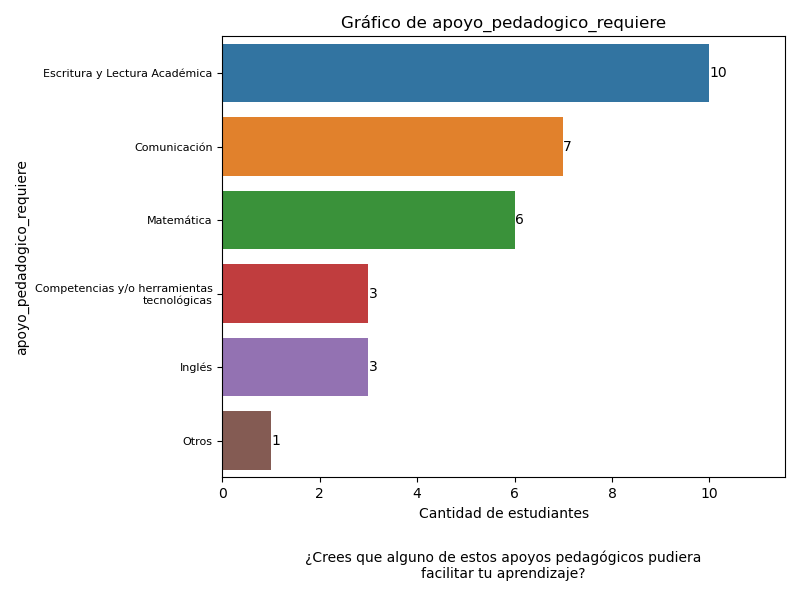 Gráfico de apoyo_pedadogico_requiere
apoyo_pedadogico_requiere
Escritura y Lectura Académica
10
Comunicación
7
Matemática
6
Competencias y/o herramientas
tecnológicas
3
Inglés
3
Otros
1
0 2 4 6 8 10
Cantidad de estudiantes
¿Crees que alguno de estos apoyos pedagógicos pudiera
facilitar tu aprendizaje?